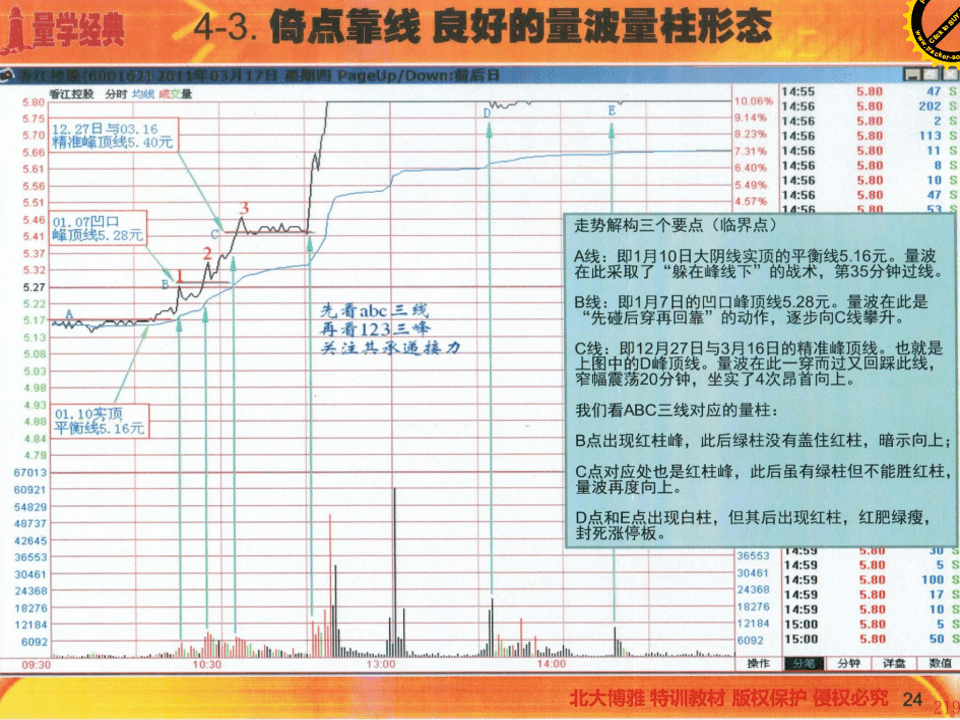 量学经典
4-3. 倚点靠线 良好的量波量柱形态
香江控股(600162) 2011年03月17日 星期四 PageUp/Down:前后日
香江控股 分时 均线 成交量
5.80
5.75
5.70
5.66
5.61
5.56
5.51
5.46
5.41
5.37
5.32
5.27
5.22
5.17
5.13
5.08
5.03
4.98
4.93
4.88
4.84
4.79
67013
60921
54829
48737
42645
36553
30461
24368
18276
12184
6092
12.27日与03.16
精准峰顶线5.40元
01.07凹口
峰顶线5.28元
01.10实顶
平衡线5.16元
A
B
C
D
E
1
2
3
先看abc三线
再看123三峰
关注其承递接力
10.06%
9.14%
8.23%
7.31%
6.40%
5.49%
4.57%
14:55 5.80 47 S
14:56 5.80 202 S
14:56 5.80 2 S
14:56 5.80 113 S
14:56 5.80 11 S
14:56 5.80 8 S
14:56 5.80 10 S
14:56 5.80 47 S
14:56 5.80 53 S
走势解构三个要点（临界点）
A线：即1月10日大阴线实顶的平衡线5.16元。量波
在此采取了“躲在峰线下”的战术，第35分钟过线。
B线：即1月7日的凹口峰顶线5.28元。量波在此是
“先碰后穿再回靠”的动作，逐步向C线攀升。
C线：即12月27日与3月16日的精准峰顶线。也就是
上图中的D峰顶线。量波在此一穿而过又回踩此线，
窄幅震荡20分钟，坐实了4次昂首向上。
我们看ABC三线对应的量柱：
B点出现红柱峰，此后绿柱没有盖住红柱，暗示向上；
C点对应处也是红柱峰，此后虽有绿柱但不能胜红柱，
量波再度向上。
D点和E点出现白柱，但其后出现红柱，红肥绿瘦，
封死涨停板。
36553
30461
24368
18276
12184
6092
14:59 5.80 30 S
14:59 5.80 5 S
14:59 5.80 100 S
14:59 5.80 17 S
14:59 5.80 10 S
15:00 5.80 5 S
15:00 5.80 50 S
09:30 10:30 13:00 14:00
操作 分笔 分钟 详盘 数值
北大博雅 特训教材 版权保护 侵权必究 24
219